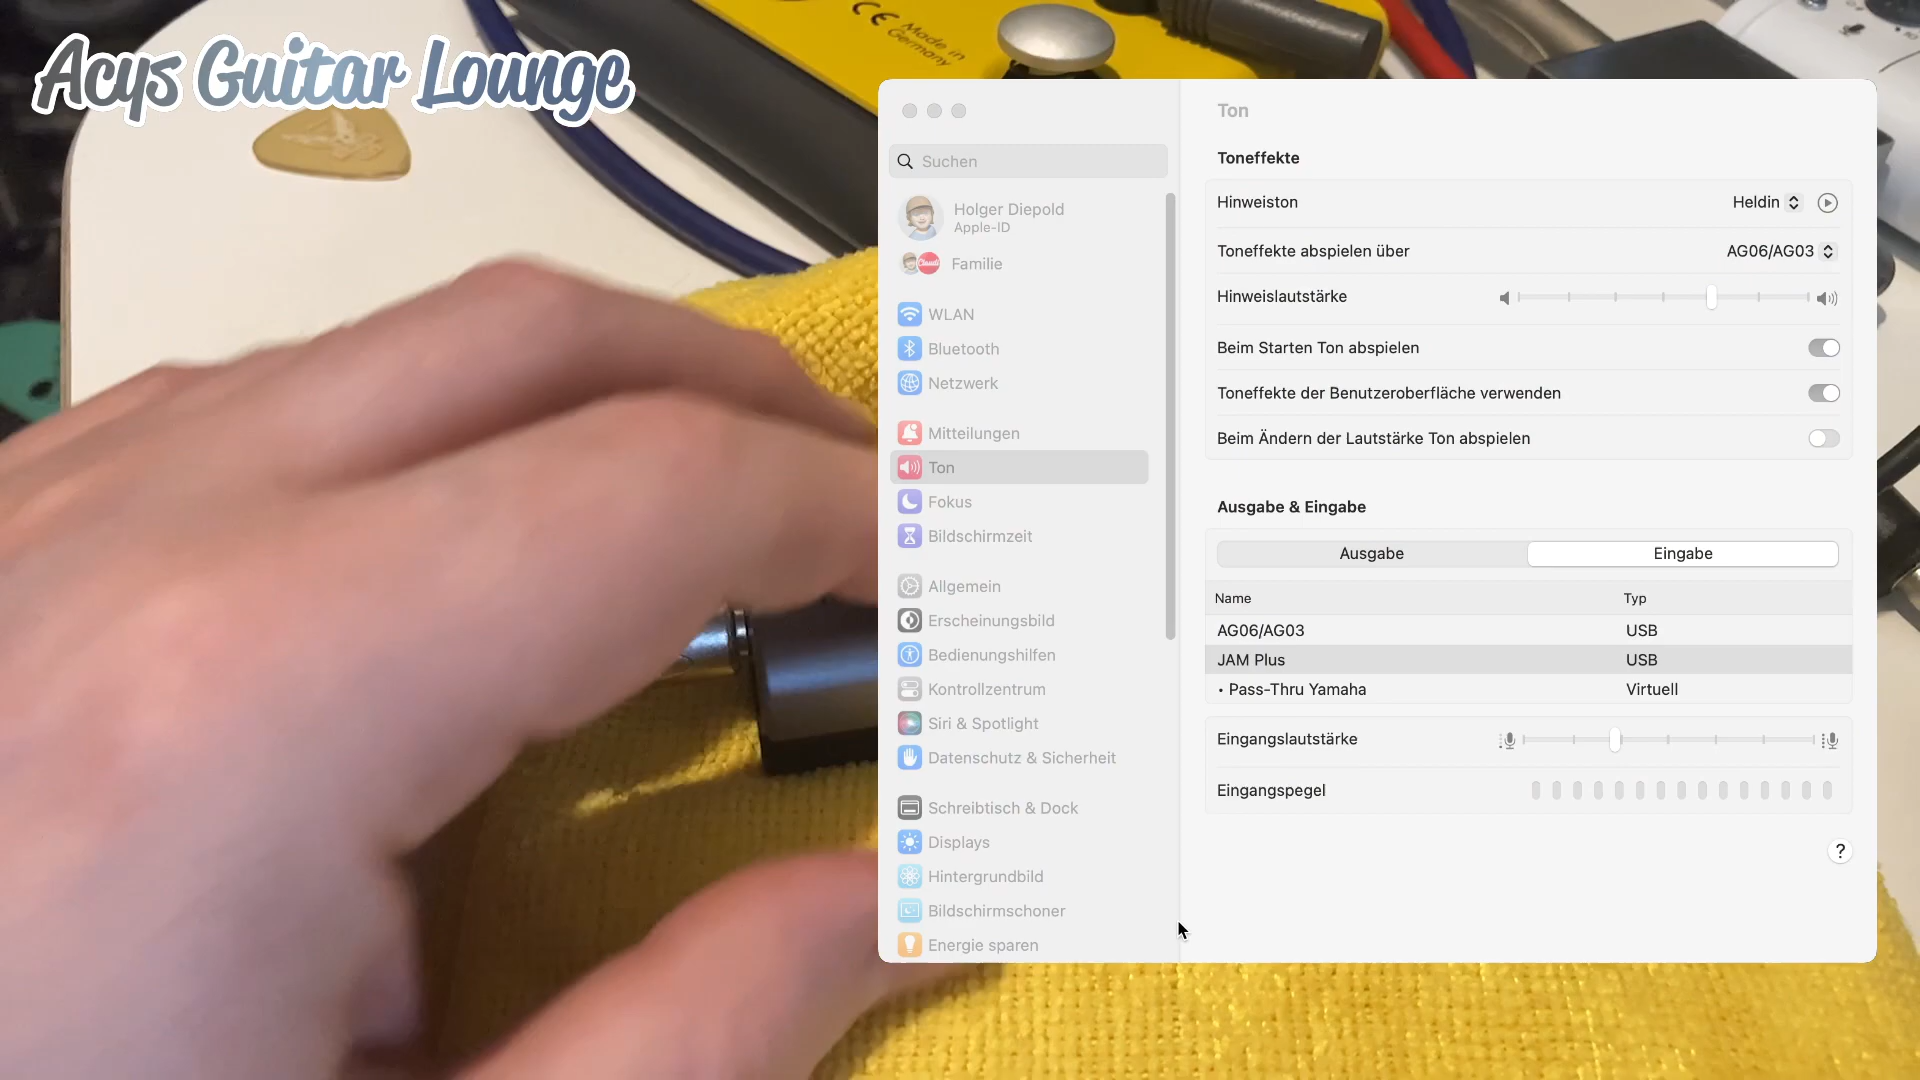 Acys Guitar Lounge
CE Made in
Germany
Ton
Suchen
Toneffekte
Hinweiston
Heldin
Holger Diepold
Apple-ID
Toneffekte abspielen über
AG06/AG03
Claudi
Familie
Hinweislautstärke
WLAN
Beim Starten Ton abspielen
Bluetooth
Netzwerk
Toneffekte der Benutzeroberfläche verwenden
Mitteilungen
Beim Ändern der Lautstärke Ton abspielen
Ton
Fokus
Ausgabe & Eingabe
Bildschirmzeit
Ausgabe
Eingabe
Allgemein
Name
Typ
Erscheinungsbild
AG06/AG03
USB
Bedienungshilfen
JAM Plus
USB
Kontrollzentrum
• Pass-Thru Yamaha
Virtuell
Siri & Spotlight
Eingangslautstärke
Datenschutz & Sicherheit
Eingangspegel
Schreibtisch & Dock
Displays
?
Hintergrundbild
Bildschirmschoner
Energie sparen